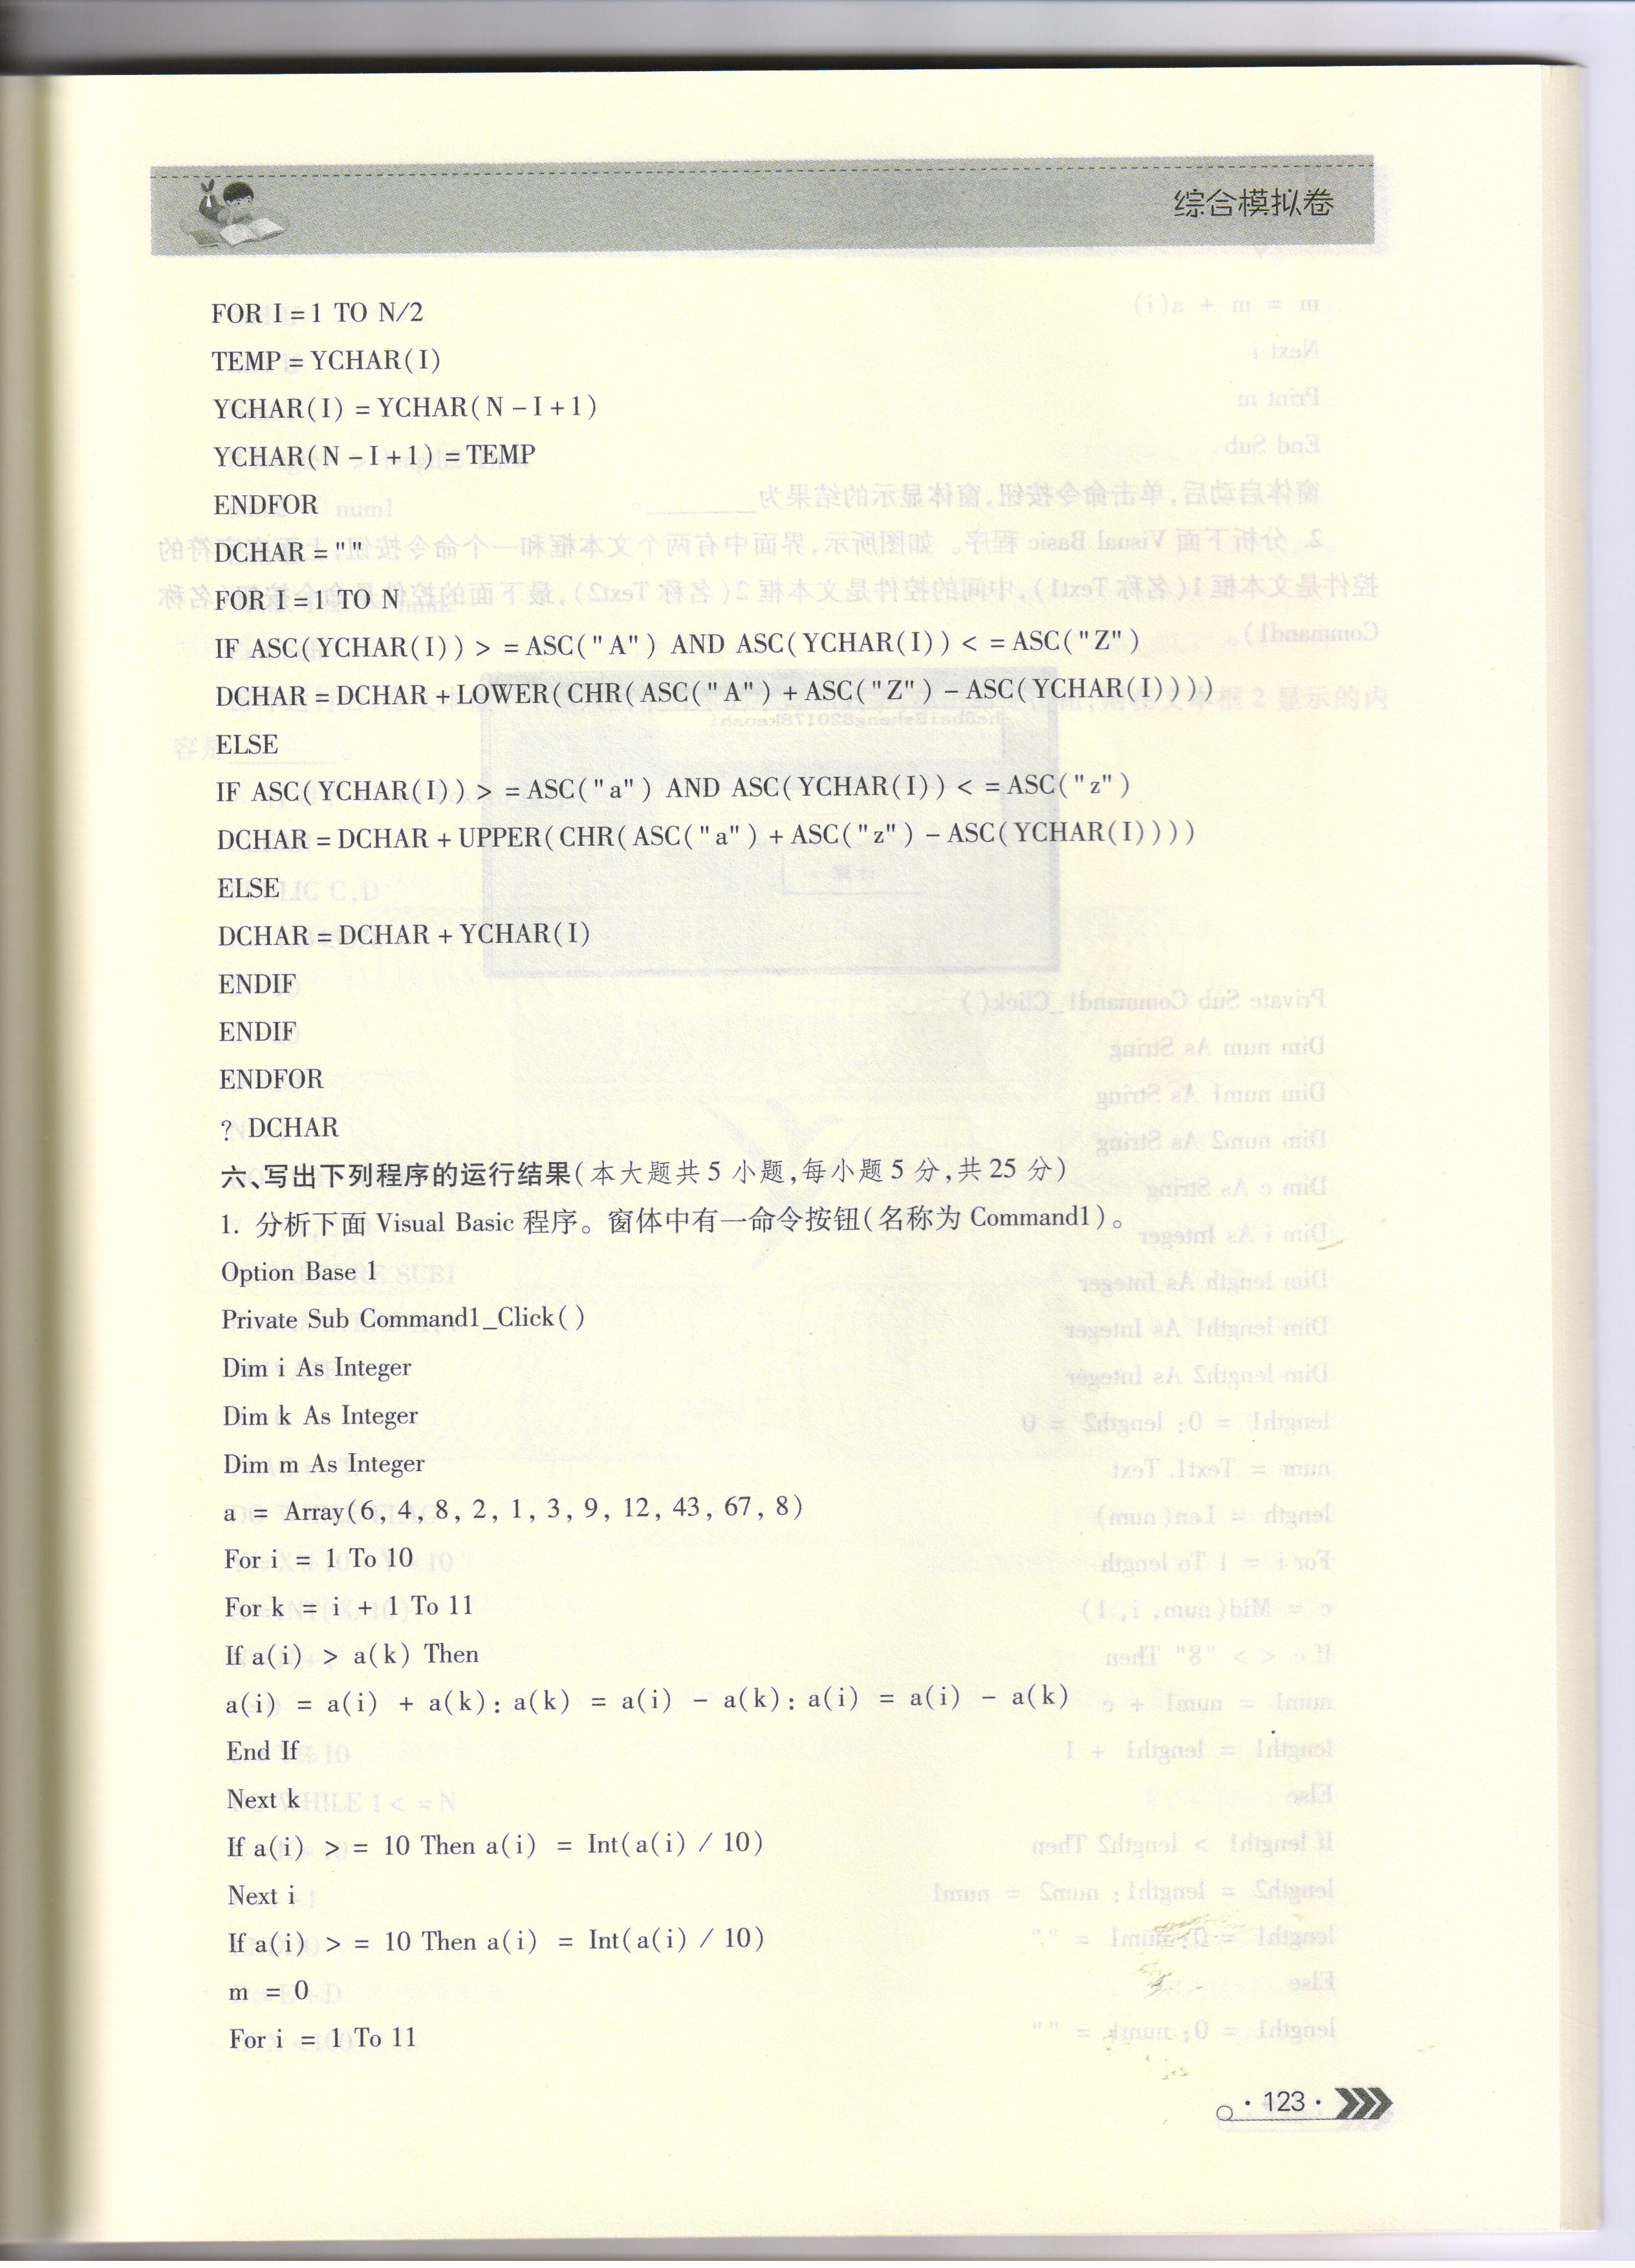 综合模拟卷
FOR I=1 TO N/2
TEMP=YCHAR(I)
YCHAR(I)=YCHAR(N-I+1)
YCHAR(N-I+1)=TEMP
ENDFOR
DCHAR=""
FOR I=1 TO N
IF ASC(YCHAR(I))>=ASC("A") AND ASC(YCHAR(I))<=ASC("Z")
DCHAR=DCHAR+LOWER(CHR(ASC("A")+ASC("Z")-ASC(YCHAR(I))))
ELSE
IF ASC(YCHAR(I))>=ASC("a") AND ASC(YCHAR(I))<=ASC("z")
DCHAR=DCHAR+UPPER(CHR(ASC("a")+ASC("z")-ASC(YCHAR(I))))
ELSE
DCHAR=DCHAR+YCHAR(I)
ENDIF
ENDIF
ENDFOR
? DCHAR
六、写出下列程序的运行结果(本大题共5小题,每小题5分,共25分)
1. 分析下面 Visual Basic 程序。窗体中有一命令按钮(名称为 Command1)。
Option Base 1
Private Sub Command1_Click()
Dim i As Integer
Dim k As Integer
Dim m As Integer
a = Array(6, 4, 8, 2, 1, 3, 9, 12, 43, 67, 8)
For i = 1 To 10
For k = i + 1 To 11
If a(i) > a(k) Then
a(i) = a(i) + a(k): a(k) = a(i) - a(k): a(i) = a(i) - a(k)
End If
Next k
If a(i) >= 10 Then a(i) = Int(a(i) / 10)
Next i
If a(i) >= 10 Then a(i) = Int(a(i) / 10)
m = 0
For i = 1 To 11
·123·